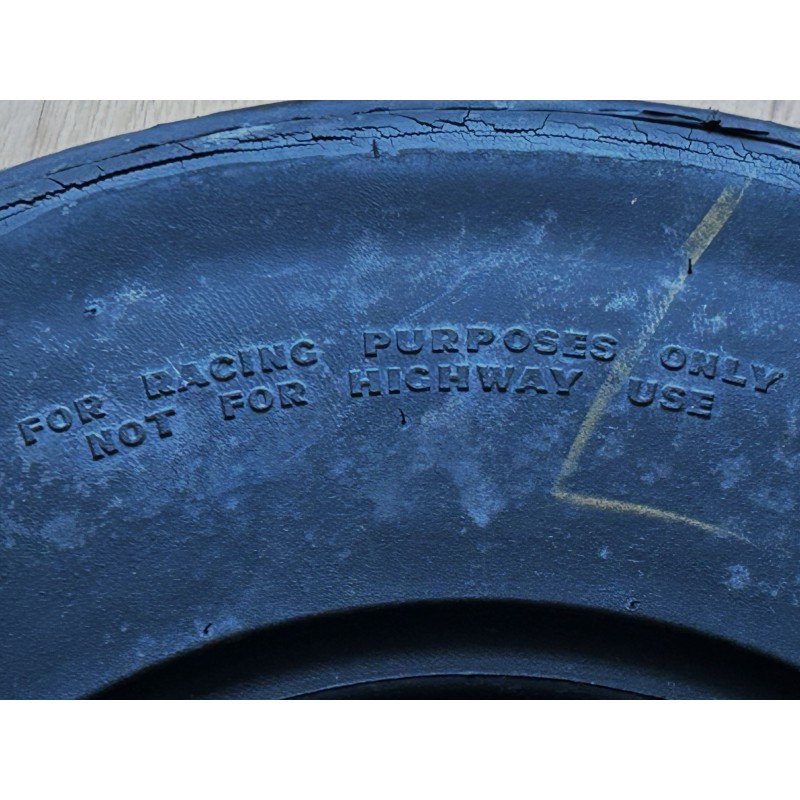 FOR RACING PURPOSES ONLY
NOT FOR HIGHWAY USE